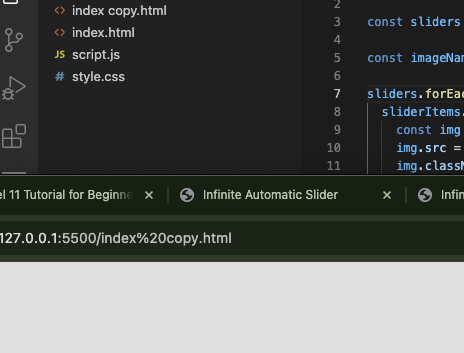 index copy.html
index.html
JS script.js
# style.css
2
3 const sliders
4
5 const imageNam
6
7 sliders.forEac
8 sliderItems.
9 const img
10 img.src =
11 img.classN
el 11 Tutorial for Beginne
Infinite Automatic Slider
Infin
127.0.0.1:5500/index%20copy.html